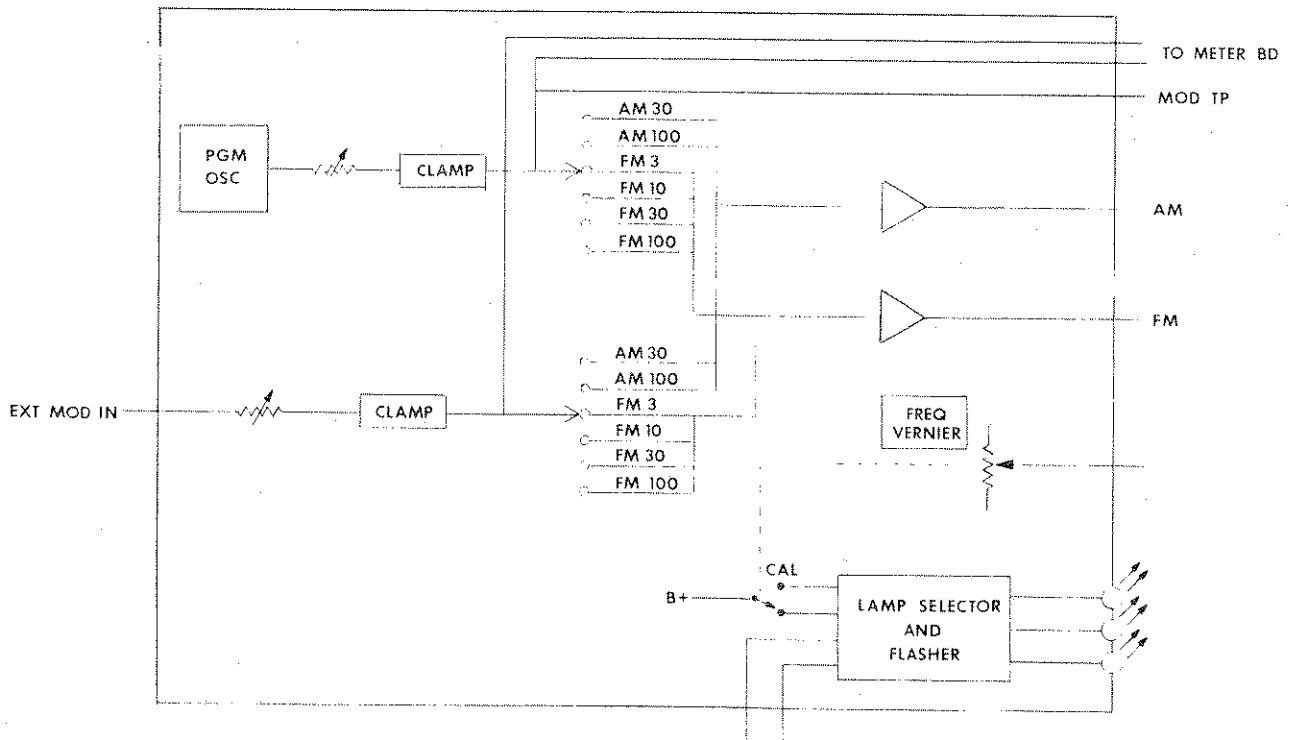 TO METER BD
MOD TP
AM 30
AM 100
PGM
OSC
CLAMP
FM 3
FM 10
FM 30
FM 100
AM
FM
AM 30
AM 100
EXT MOD IN
CLAMP
FM 3
FM 10
FM 30
FM 100
FREQ
VERNIER
CAL
B+
LAMP SELECTOR
AND
FLASHER